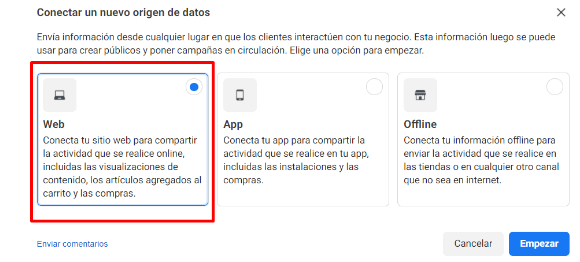 Conectar un nuevo origen de datos
Envía información desde cualquier lugar en que los clientes interactúen con tu negocio. Esta información luego se puede
usar para crear públicos y poner campañas en circulación. Elige una opción para empezar.
Web
Conecta tu sitio web para compartir
la actividad que se realice online,
incluidas las visualizaciones de
contenido, los artículos agregados al
carrito y las compras.
App
Conecta tu app para compartir la
actividad que se realice en tu app,
incluidas las instalaciones y las
compras.
Offline
Conecta tu información offline para
enviar la actividad que se realice en
las tiendas o en cualquier otro canal
que no sea en internet.
Enviar comentarios
Cancelar
Empezar